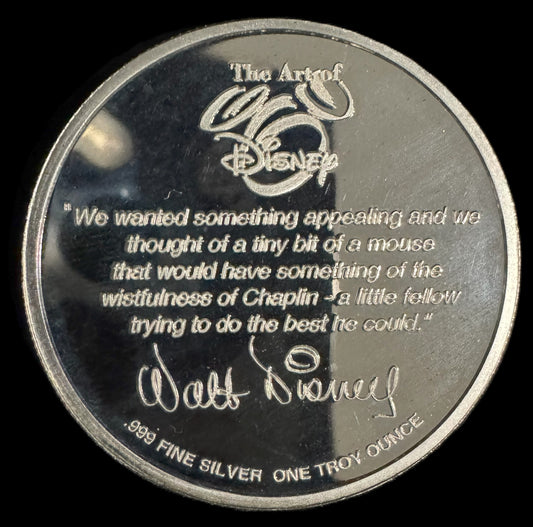 The Art of
Disney
"We wanted something appealing and we
thought of a tiny bit of a mouse
that would have something of the
wistfulness of Chaplin - a little fellow
trying to do the best he could."
Walt Disney
.999 FINE SILVER ONE TROY OUNCE